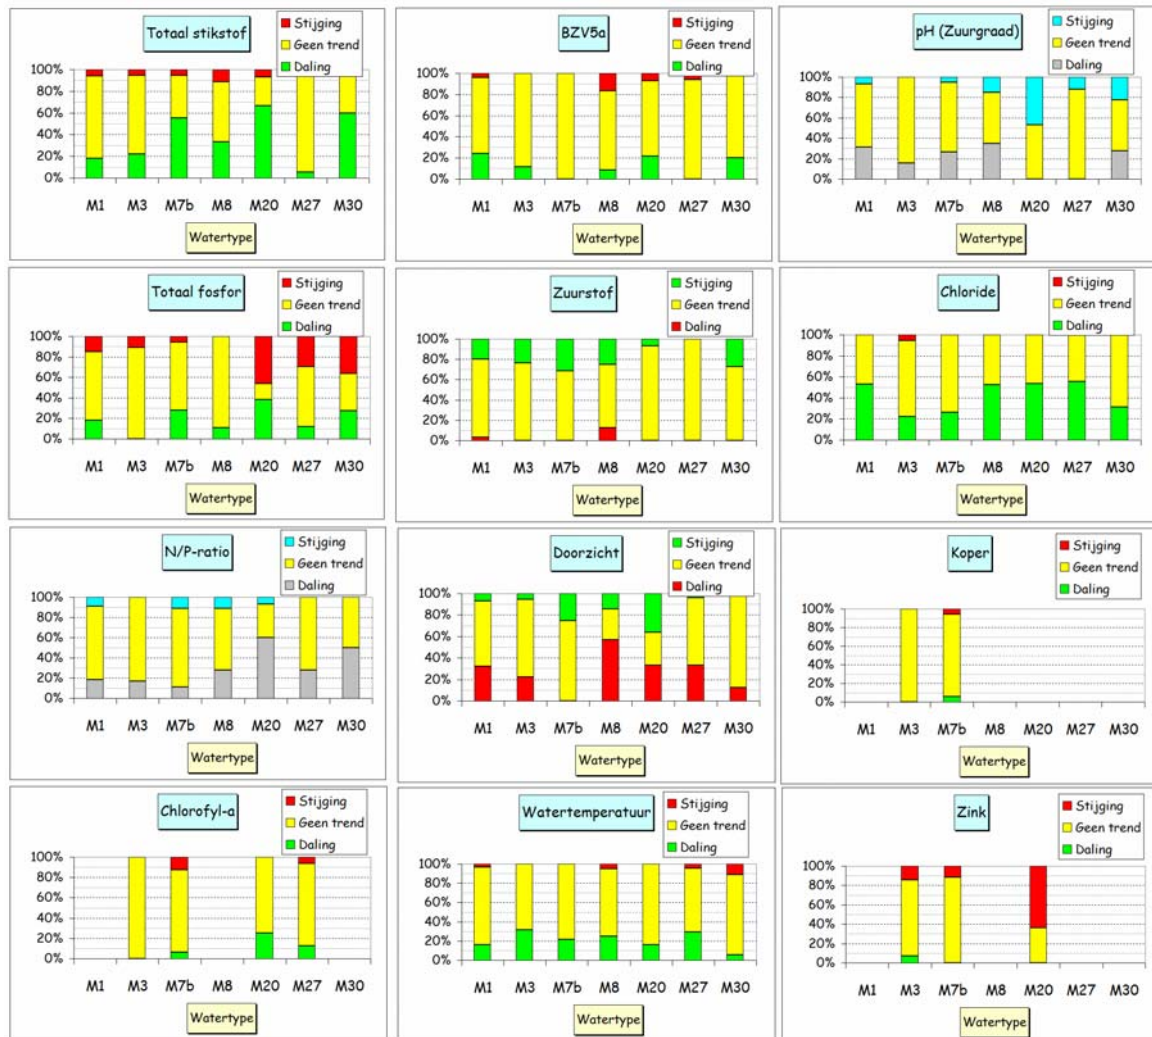 Totaal stikstof
Stijging
Geen trend
Daling
100%
80%
60%
40%
20%
0%
M1 M3 M7b M8 M20 M27 M30
Watertype
BZV5a
Stijging
Geen trend
Daling
100%
80%
60%
40%
20%
0%
M1 M3 M7b M8 M20 M27 M30
Watertype
pH (Zuurgraad)
Stijging
Geen trend
Daling
100%
80%
60%
40%
20%
0%
M1 M3 M7b M8 M20 M27 M30
Watertype
Totaal fosfor
Stijging
Geen trend
Daling
100%
80%
60%
40%
20%
0%
M1 M3 M7b M8 M20 M27 M30
Watertype
Zuurstof
Stijging
Geen trend
Daling
100%
80%
60%
40%
20%
0%
M1 M3 M7b M8 M20 M27 M30
Watertype
Chloride
Stijging
Geen trend
Daling
100%
80%
60%
40%
20%
0%
M1 M3 M7b M8 M20 M27 M30
Watertype
N/P-ratio
Stijging
Geen trend
Daling
100%
80%
60%
40%
20%
0%
M1 M3 M7b M8 M20 M27 M30
Watertype
Doorzicht
Stijging
Geen trend
Daling
100%
80%
60%
40%
20%
0%
M1 M3 M7b M8 M20 M27 M30
Watertype
Koper
Stijging
Geen trend
Daling
100%
80%
60%
40%
20%
0%
M1 M3 M7b M8 M20 M27 M30
Watertype
Chlorofyl-a
Stijging
Geen trend
Daling
100%
80%
60%
40%
20%
0%
M1 M3 M7b M8 M20 M27 M30
Watertype
Watertemperatuur
Stijging
Geen trend
Daling
100%
80%
60%
40%
20%
0%
M1 M3 M7b M8 M20 M27 M30
Watertype
Zink
Stijging
Geen trend
Daling
100%
80%
60%
40%
20%
0%
M1 M3 M7b M8 M20 M27 M30
Watertype